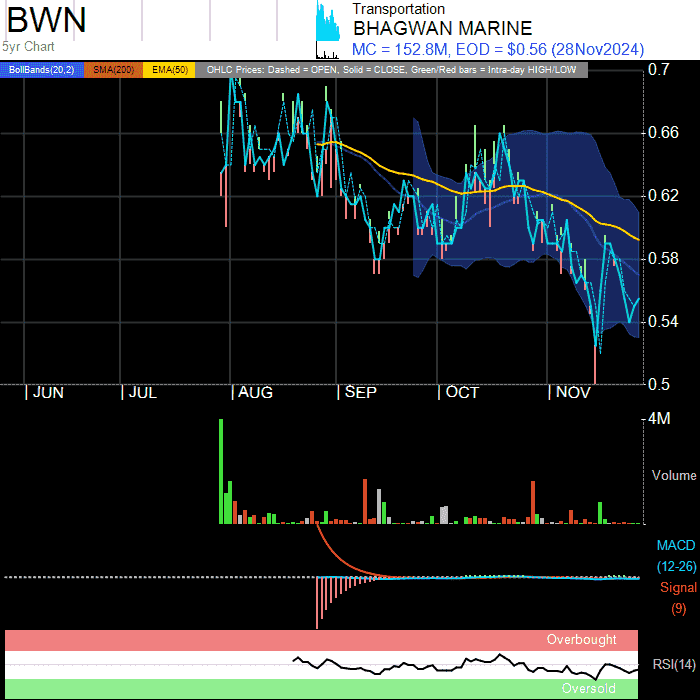 BWN
5yr Chart
Transportation
BHAGWAN MARINE
MC = 152.8M, EOD = $0.56 (28Nov2024)
BollBands(20,2) SMA(200) EMA(50) OHLC Prices: Dashed = OPEN, Solid = CLOSE, Green/Red bars = Intra-day HIGH/LOW
0.7
0.66
0.62
0.58
0.54
0.5
JUN JUL AUG SEP OCT NOV
4M
Volume
MACD
(12-26)
Signal
(9)
Overbought
RSI(14)
Oversold